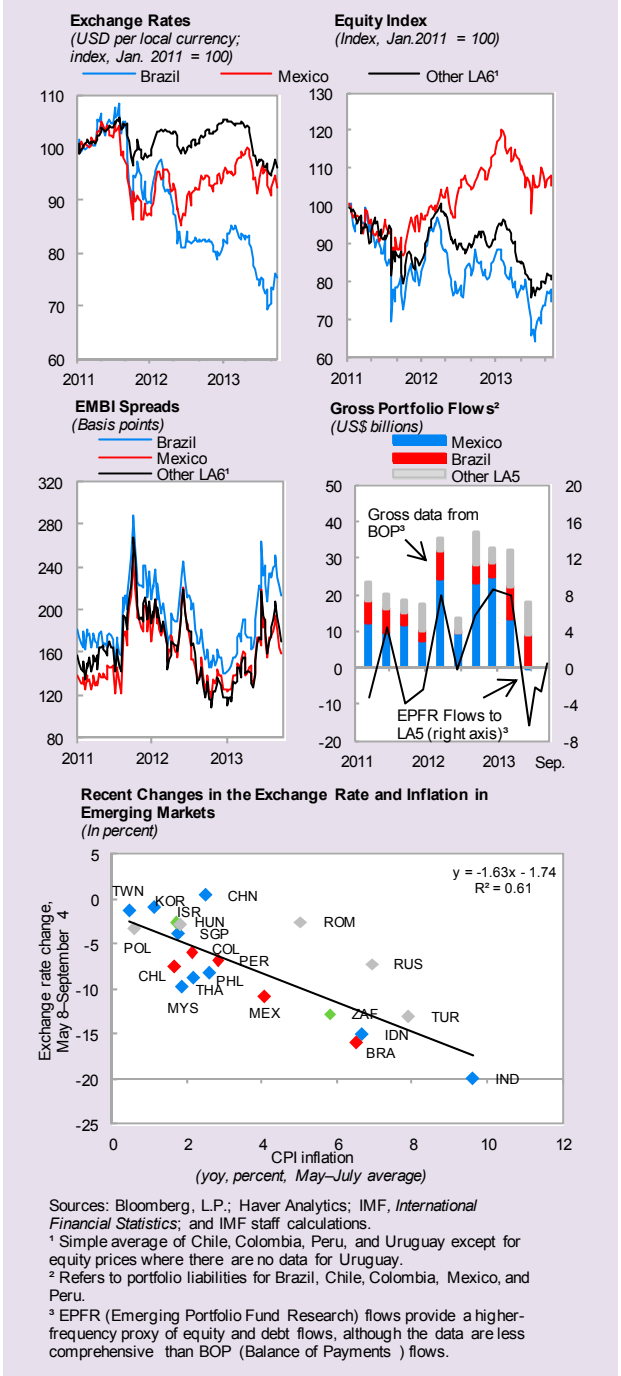 Exchange Rates
(USD per local currency;
index, Jan. 2011 = 100)
Equity Index
(Index, Jan.2011 = 100)
Brazil
Mexico
Other LA6¹
110
100
90
80
70
60
2011
2012
2013
130
120
110
100
90
80
70
60
2011
2012
2013
EMBI Spreads
(Basis points)
Brazil
Mexico
Other LA6¹
320
280
240
200
160
120
80
2011
2012
2013
Gross Portfolio Flows²
(US$ billions)
Mexico
Brazil
Other LA5
50
40
30
20
10
0
-10
-20
20
16
12
8
4
0
-4
-8
Gross data from
BOP³
EPFR Flows to
LA5 (right axis)³
2011
2012
2013
Sep.
Recent Changes in the Exchange Rate and Inflation in
Emerging Markets
(In percent)
5
0
-5
-10
-15
-20
-25
Exchange rate change,
May 8–September 4
y = -1.63x - 1.74
R² = 0.61
TWN
KOR
CHN
ISR
HUN
ROM
POL
SGP
COL
PER
RUS
CHL
PHL
THA
MYS
MEX
ZAF
TUR
IDN
BRA
IND
0
2
4
6
8
10
12
CPI inflation
(yoy, percent, May–July average)
Sources: Bloomberg, L.P.; Haver Analytics; IMF, International
Financial Statistics; and IMF staff calculations.
¹ Simple average of Chile, Colombia, Peru, and Uruguay except for
equity prices where there are no data for Uruguay.
² Refers to portfolio liabilities for Brazil, Chile, Colombia, Mexico, and
Peru.
³ EPFR (Emerging Portfolio Fund Research) flows provide a higher-
frequency proxy of equity and debt flows, although the data are less
comprehensive than BOP (Balance of Payments ) flows.